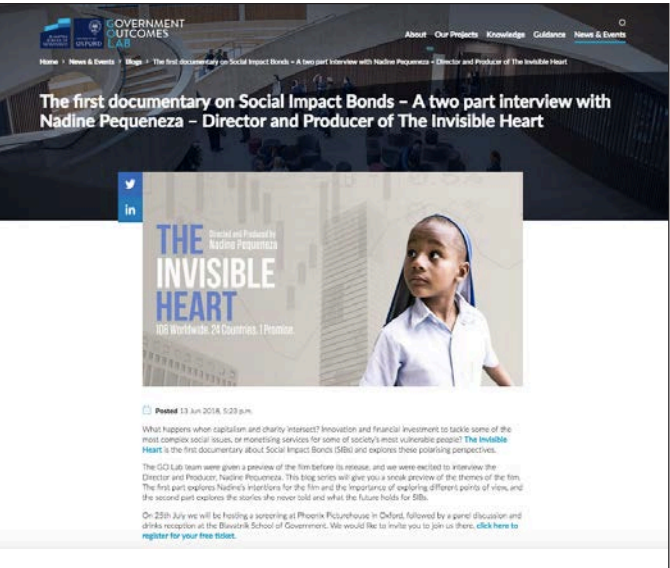 BLAVATNIK
SCHOOL OF
GOVERNMENT
OXFORD
GOVERNMENT
OUTCOMES
LAB
About Our Projects Knowledge Guidance News & Events
Home > News & Events > Blogs > The first documentary on Social Impact Bonds – A two part interview with Nadine Pequeneza – Director and Producer of The Invisible Heart
The first documentary on Social Impact Bonds – A two part interview with
Nadine Pequeneza – Director and Producer of The Invisible Heart
in
THE Directed and Produced by
Nadine Pequeneza
INVISIBLE
HEART
108 Worldwide. 24 Countries. 1 Promise.
Posted 13 Jun 2018, 5:23 p.m.
What happens when capitalism and charity intersect? Innovation and financial investment to tackle some of the
most complex social issues, or monetising services for some of society's most vulnerable people? The Invisible
Heart is the first documentary about Social Impact Bonds (SIBs) and explores these polarising perspectives.
The GO Lab team were given a preview of the film before its release, and we were excited to interview the
Director and Producer, Nadine Pequeneza. This blog series will give you a sneak preview of the themes of the film.
The first part explores Nadine's intentions for the film and the importance of exploring different points of view, and
the second part explores the stories she never told and what the future holds for SIBs.
On 25th July we will be hosting a screening at Phoenix Picturehouse in Oxford, followed by a panel discussion and
drinks reception at the Blavatnik School of Government. We would like to invite you to join us there, click here to
register for your free ticket.